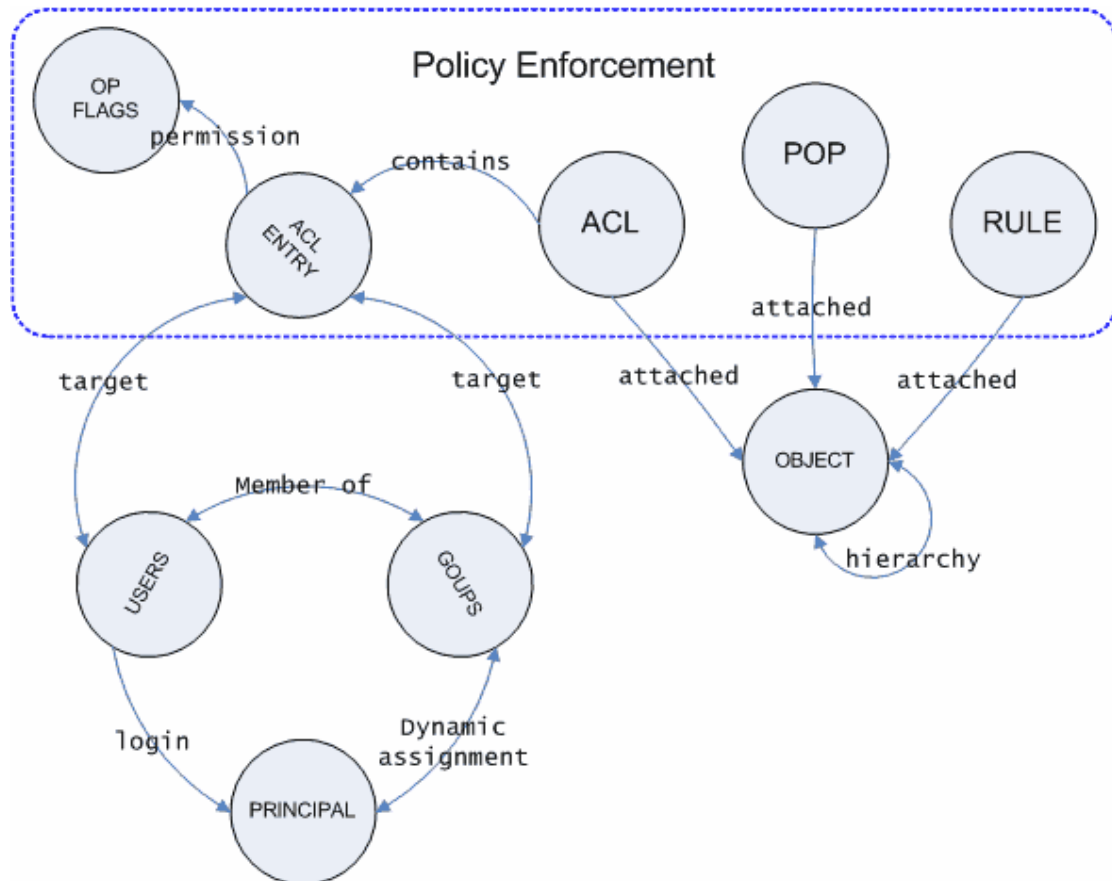 Policy Enforcement
OP
FLAGS
permission
contains
POP
ACL
ENTRY
ACL
RULE
attached
target
target
attached
attached
OBJECT
Member of
hierarchy
USERS
GOUPS
login
Dynamic
assignment
PRINCIPAL